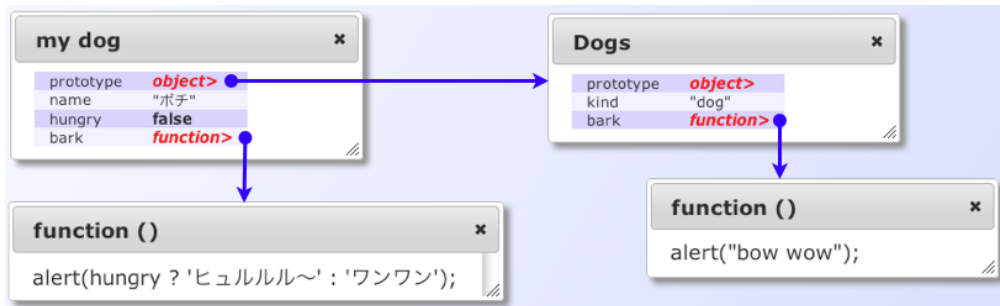 my dog ×
prototype object>
name "ポチ"
hungry false
bark function>
Dogs ×
prototype object>
kind "dog"
bark function>
function () ×
alert(hungry ? 'ヒュルルル～' : 'ワンワン');
function () ×
alert("bow wow");